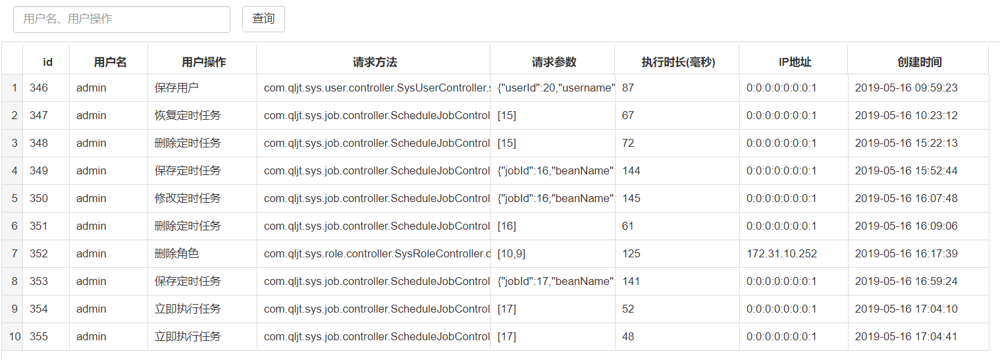 用户名、用户操作 查询
id 用户名 用户操作 请求方法 请求参数 执行时长(毫秒) IP地址 创建时间
1 346 admin 保存用户 com.qljt.sys.user.controller.SysUserController.s {"userId":20,"username" 87 0:0:0:0:0:0:0:1 2019-05-16 09:59:23
2 347 admin 恢复定时任务 com.qljt.sys.job.controller.ScheduleJobControl [15] 67 0:0:0:0:0:0:0:1 2019-05-16 10:23:12
3 348 admin 删除定时任务 com.qljt.sys.job.controller.ScheduleJobControl [15] 72 0:0:0:0:0:0:0:1 2019-05-16 15:22:13
4 349 admin 保存定时任务 com.qljt.sys.job.controller.ScheduleJobControl {"jobId":16,"beanName": 144 0:0:0:0:0:0:0:1 2019-05-16 15:52:44
5 350 admin 修改定时任务 com.qljt.sys.job.controller.ScheduleJobControl {"jobId":16,"beanName": 145 0:0:0:0:0:0:0:1 2019-05-16 16:07:48
6 351 admin 删除定时任务 com.qljt.sys.job.controller.ScheduleJobControl [16] 61 0:0:0:0:0:0:0:1 2019-05-16 16:09:06
7 352 admin 删除角色 com.qljt.sys.role.controller.SysRoleController.d [10,9] 125 172.31.10.252 2019-05-16 16:17:39
8 353 admin 保存定时任务 com.qljt.sys.job.controller.ScheduleJobControl {"jobId":17,"beanName": 141 0:0:0:0:0:0:0:1 2019-05-16 16:59:24
9 354 admin 立即执行任务 com.qljt.sys.job.controller.ScheduleJobControl [17] 52 0:0:0:0:0:0:0:1 2019-05-16 17:04:10
10 355 admin 立即执行任务 com.qljt.sys.job.controller.ScheduleJobControl [17] 48 0:0:0:0:0:0:0:1 2019-05-16 17:04:41